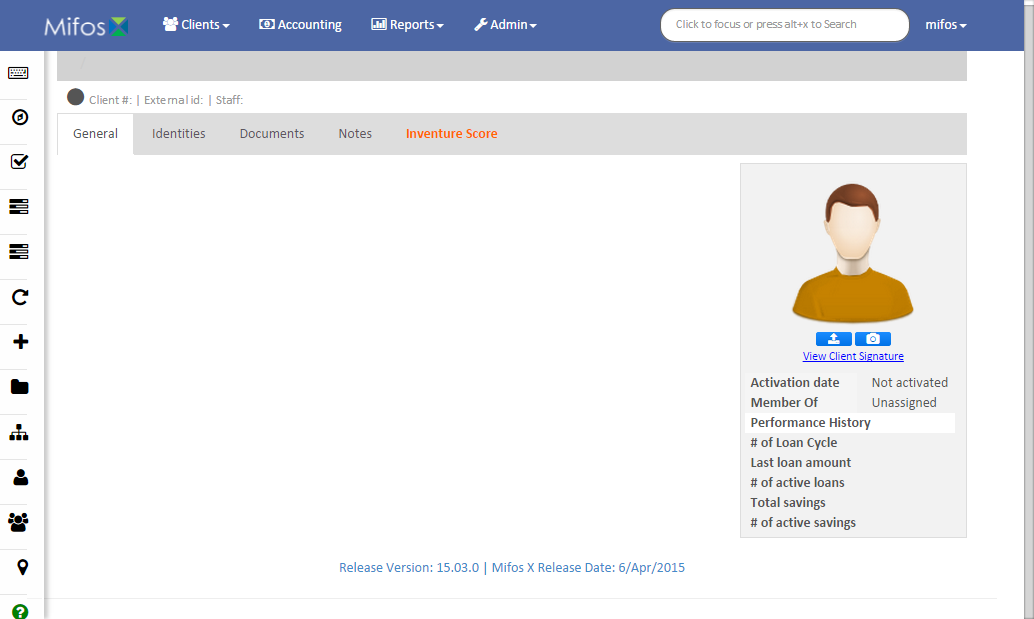 Mifos Clients Accounting Reports Admin Click to focus or press alt+x to Search mifos
/
Client #: | External id: | Staff:
General Identities Documents Notes Inventure Score
View Client Signature
Activation date Not activated
Member Of Unassigned
Performance History
# of Loan Cycle
Last loan amount
# of active loans
Total savings
# of active savings
Release Version: 15.03.0 | Mifos X Release Date: 6/Apr/2015
?